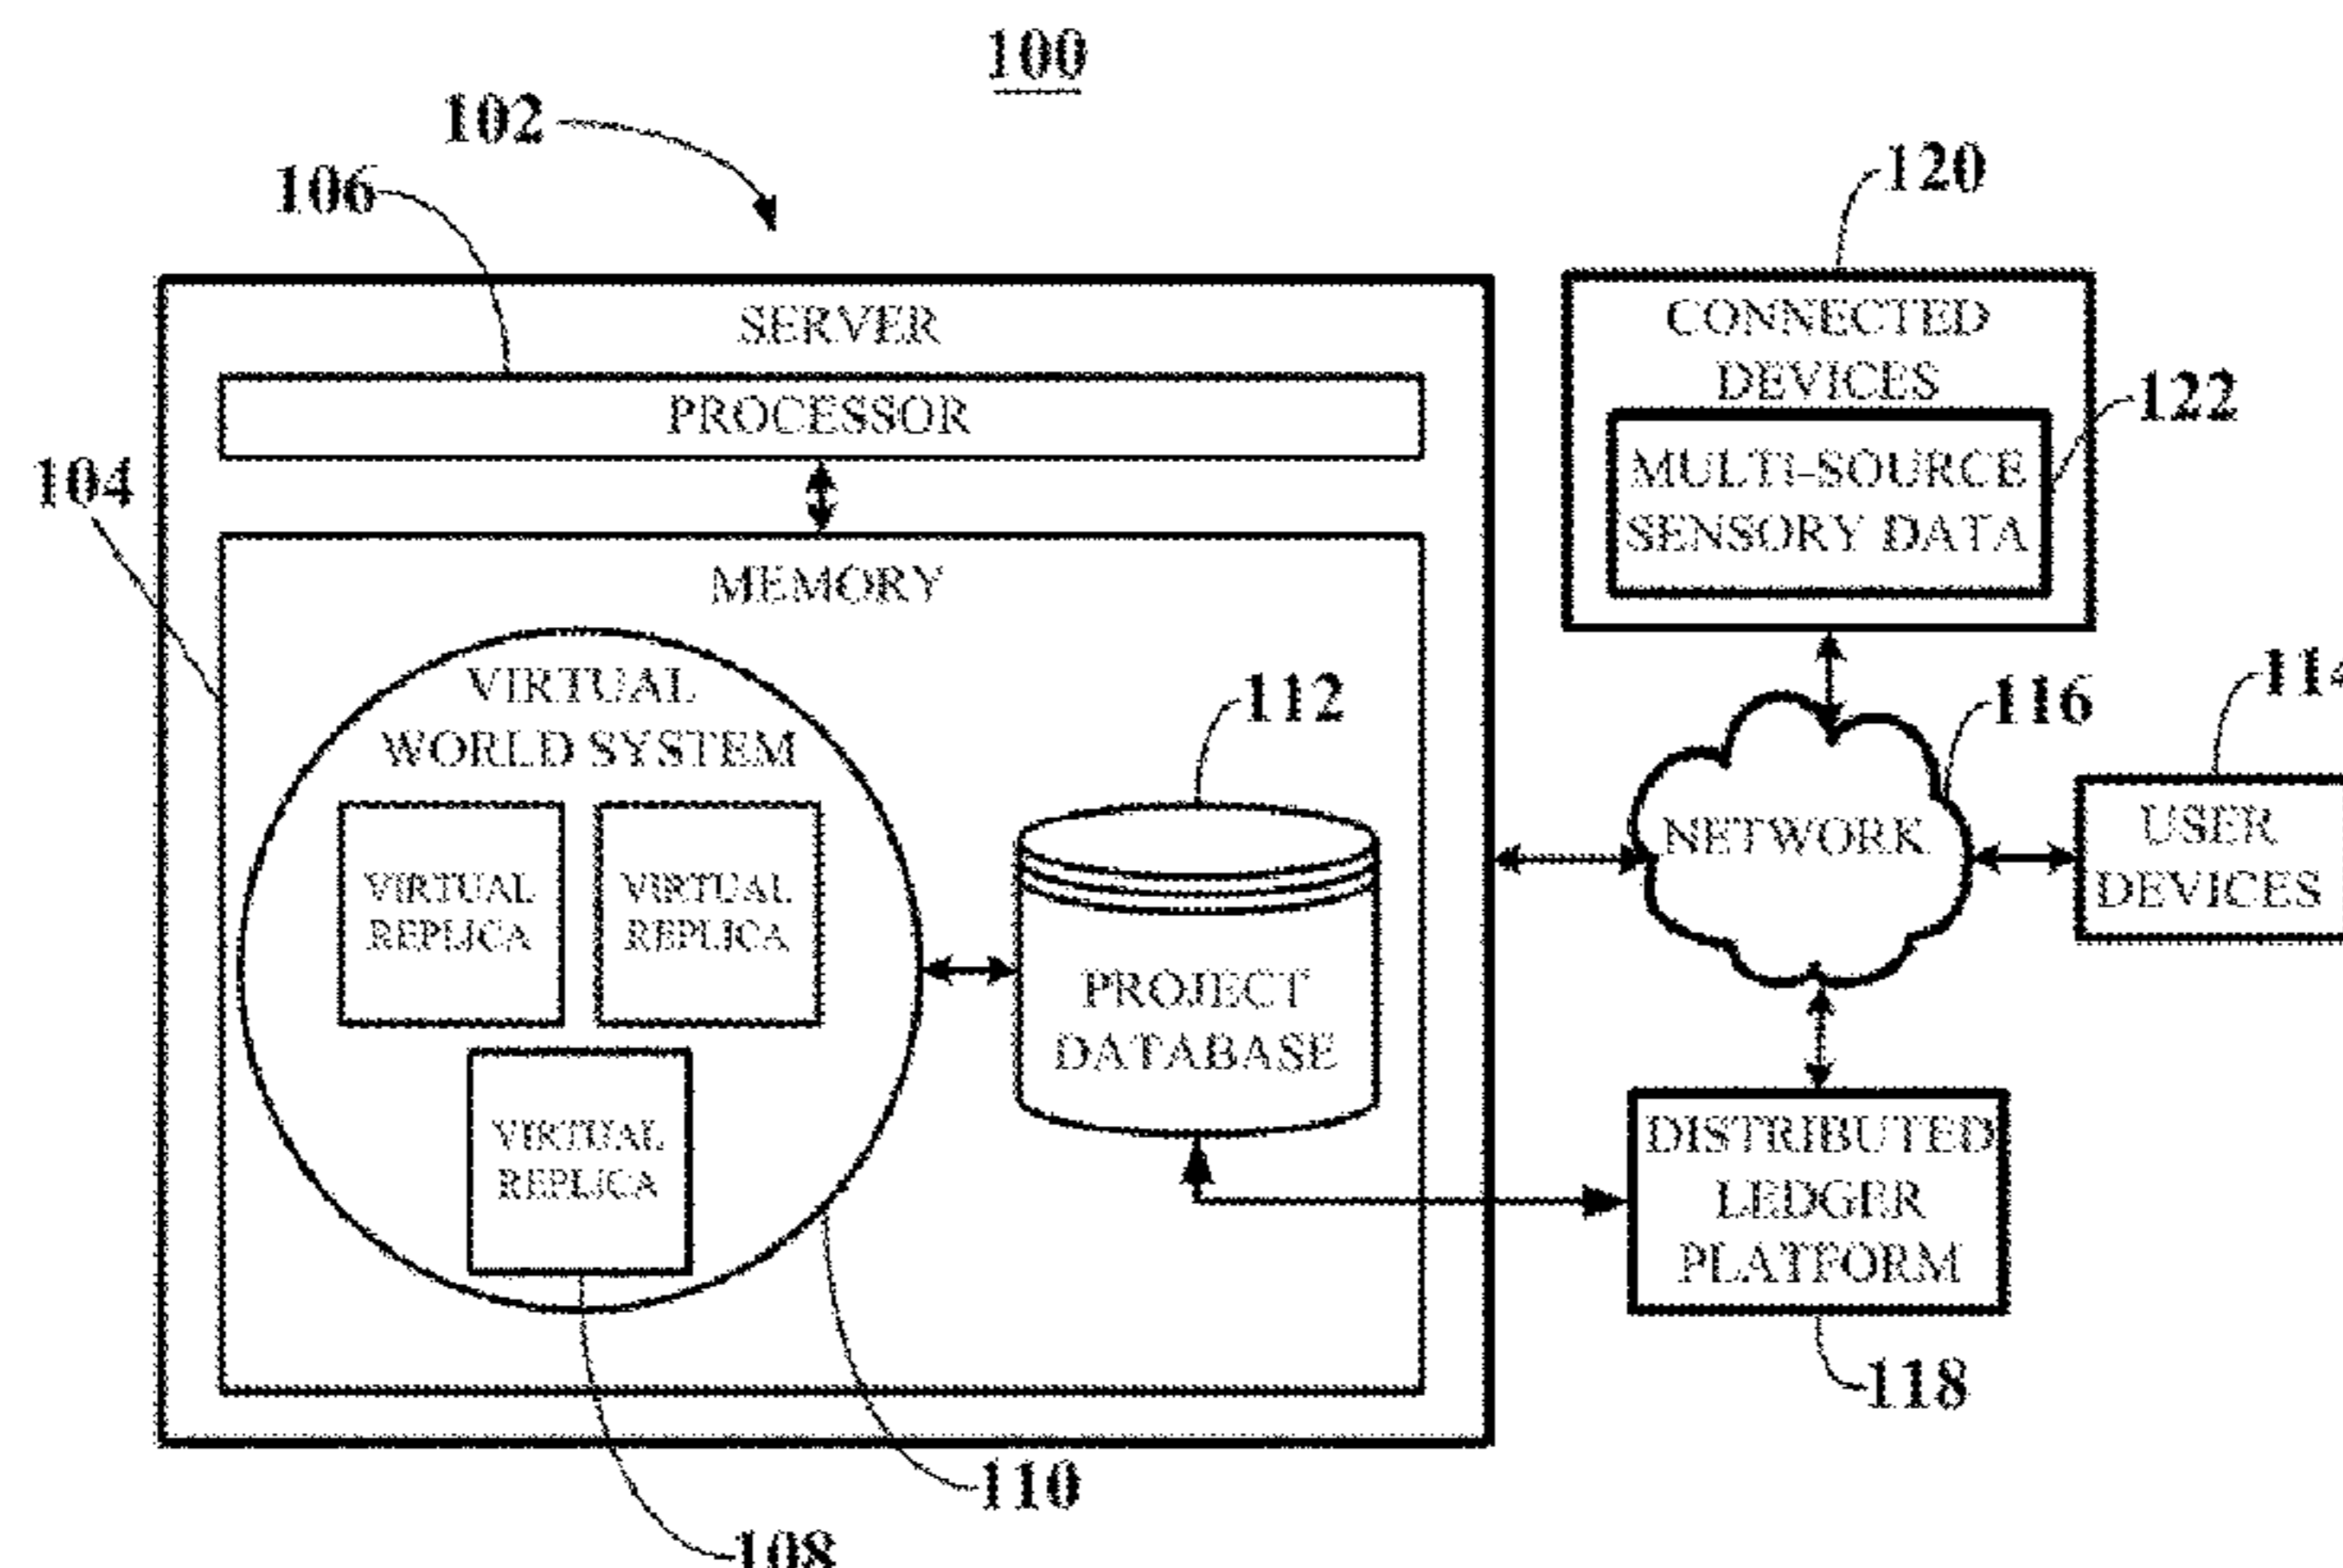 100
102
106
120
SERVER
CONNECTED
DEVICES
122
PROCESSOR
MULTI-SOURCE
SENSORY DATA
104
MEMORY
VIRTUAL
WORLD SYSTEM
112
116
114
VIRTUAL
REPLICA
VIRTUAL
REPLICA
NETWORK
USER
DEVICES
PROJECT
DATABASE
VIRTUAL
REPLICA
DISTRIBUTED
LEDGER
PLATFORM
118
110
108